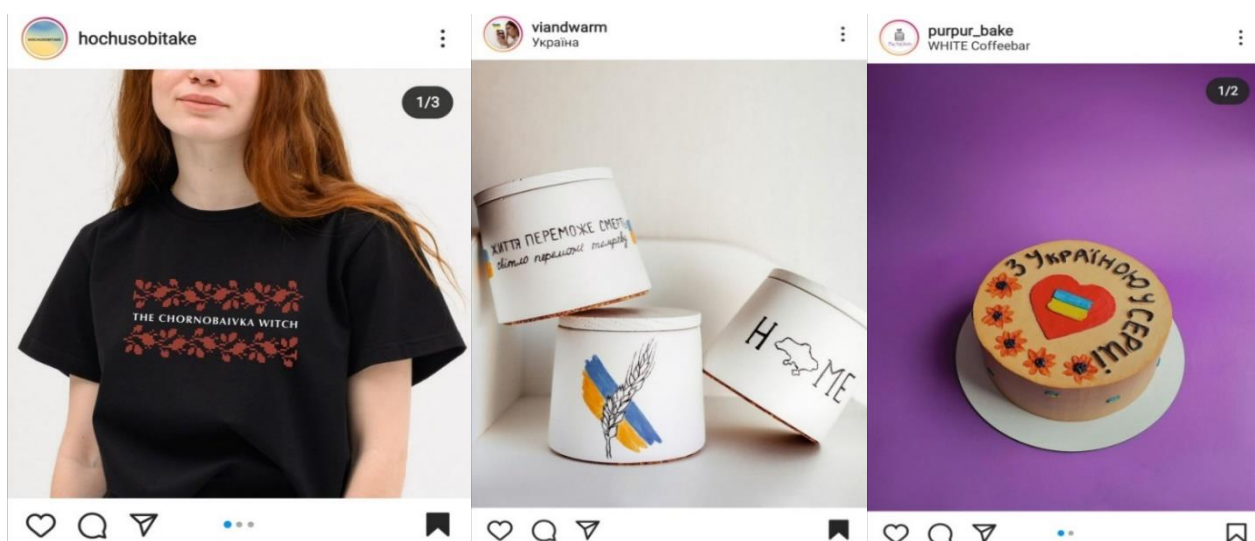 hochusobitake
1/3
THE CHORNOBAIVKA WITCH
viandwarm
Україна
ЖИТТЯ ПЕРЕМОЖЕ СМЕРТЬ
світло переможе темряву
H ME
purpur_bake
WHITE Coffeebar
1/2
З УКРАЇНОЮ У СЕРЦІ